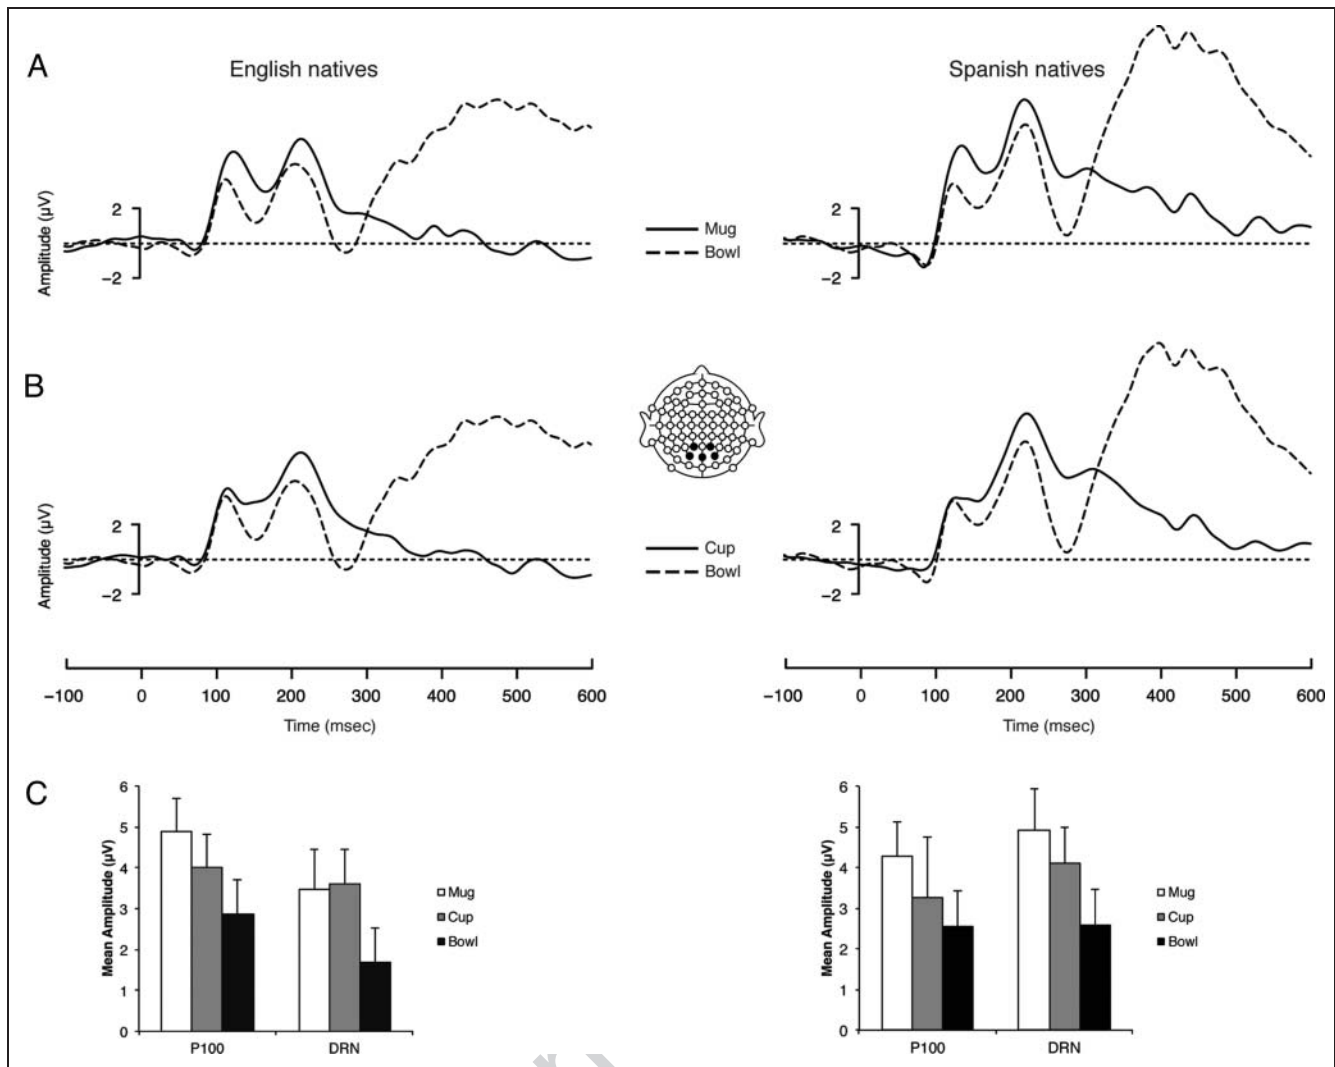 A
English natives
Spanish natives
Amplitude (μV)
2
−2
Mug
Bowl
2
−2
B
Amplitude (μV)
2
−2
Cup
Bowl
2
−2
−100 0 100 200 300 400 500 600
Time (msec)
−100 0 100 200 300 400 500 600
Time (msec)
C
Mean Amplitude (μV)
6
5
4
3
2
1
0
P100 DRN
Mug
Cup
Bowl
Mean Amplitude (μV)
6
5
4
3
2
1
0
P100 DRN
Mug
Cup
Bowl